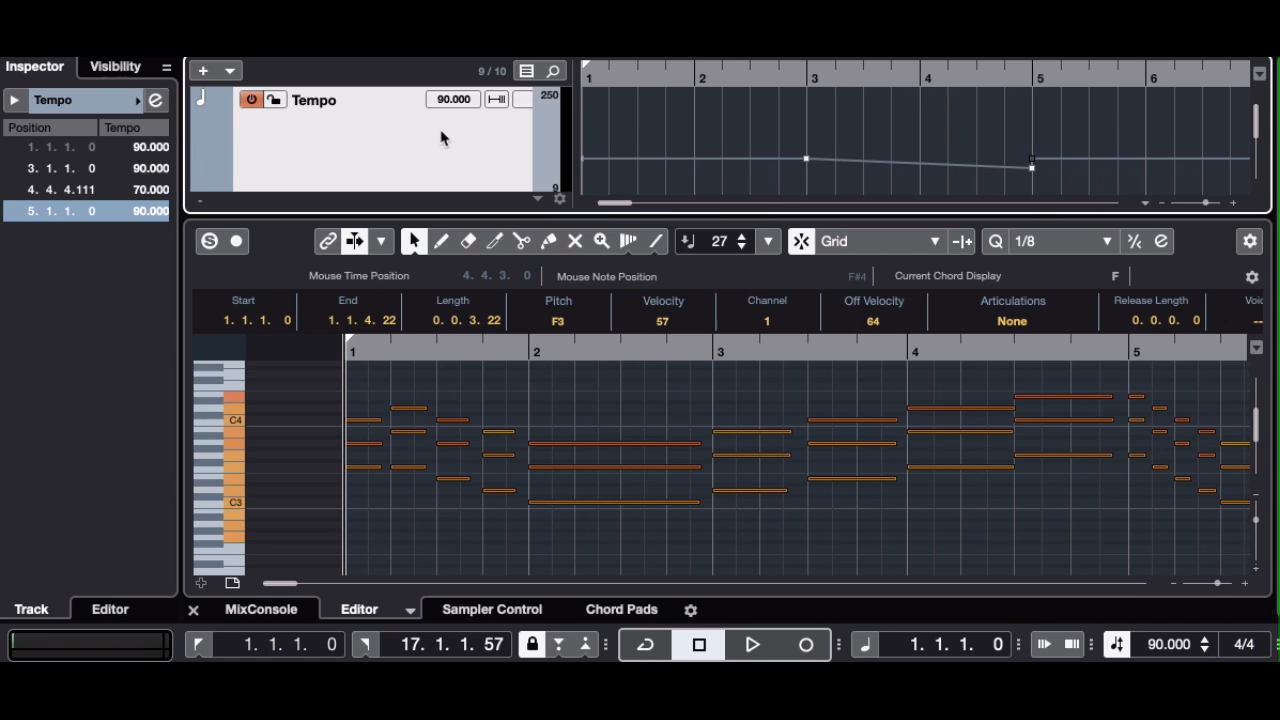 Inspector Visibility
Tempo
Position Tempo
1. 1. 1. 0 90.000
3. 1. 1. 0 90.000
4. 4. 4.111 70.000
5. 1. 1. 0 90.000
9 / 10
Tempo 90.000
250
9
1 2 3 4 5 6
27 Grid Q 1/8
Mouse Time Position 4. 4. 3. 0 Mouse Note Position F#4 Current Chord Display F
Start End Length Pitch Velocity Channel Off Velocity Articulations Release Length Voic
1. 1. 1. 0 1. 1. 4. 22 0. 0. 3. 22 F3 57 1 64 None 0. 0. 0. 0 --
1 2 3 4 5
C4
C3
Track Editor MixConsole Editor Sampler Control Chord Pads
1. 1. 1. 0 17. 1. 1. 57 1. 1. 1. 0 90.000 4/4